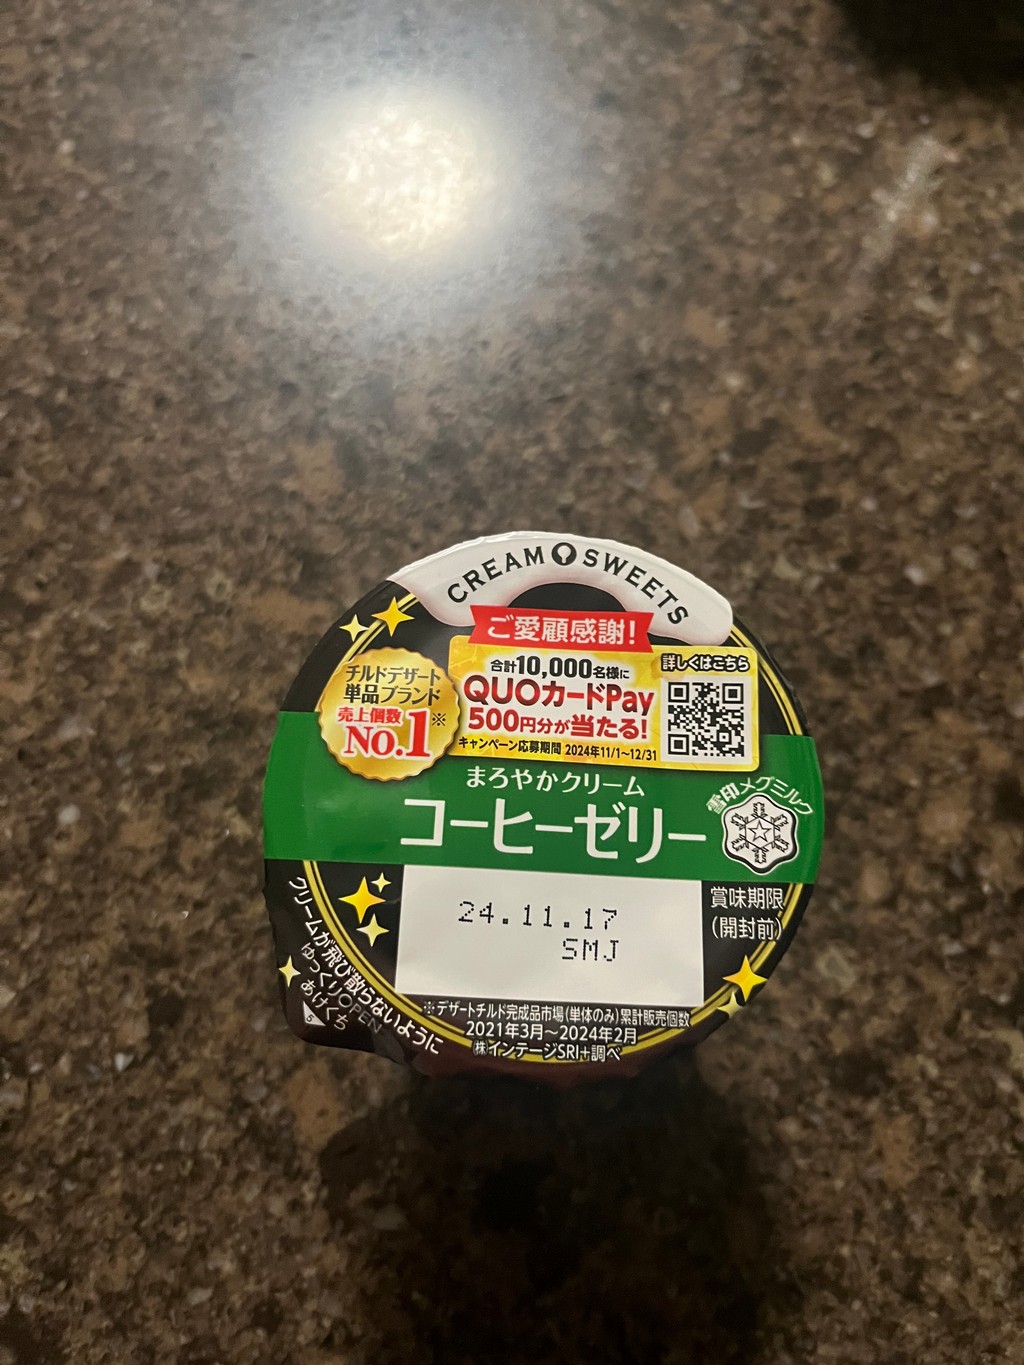 CREAM SWEETS
ご愛顧感謝!
チルドデザート
単品ブランド
売上個数
No.1※
合計10,000名様に
QUOカードPay
500円分が当たる!
キャンペーン応募期間 2024年11/1~12/31
詳しくはこちら
まろやかクリーム
コーヒーゼリー
雪印メグミルク
24.11.17
SMJ
賞味期限
(開封前)
クリームが飛び散らないように
ゆっくりOPEN
あけくち
5
※デザートチルド完成品市場(単体のみ)累計販売個数
2021年3月~2024年2月
㈱インテージSRI+調べ